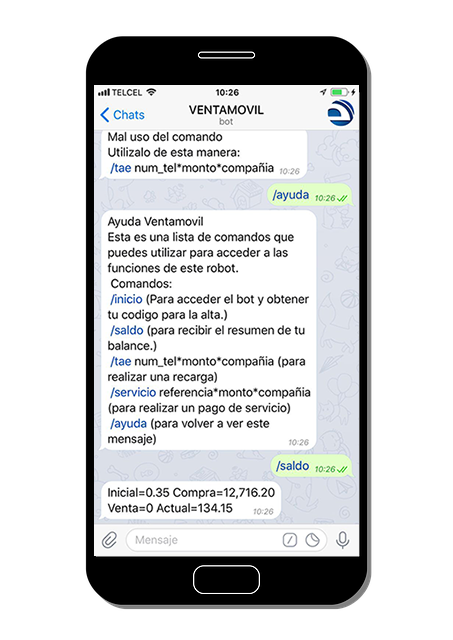 TELCEL 10:26
Chats VENTAMOVIL
bot
Mal uso del comando
Utilizalo de esta manera:
/tae num_tel*monto*compañia 10:26
/ayuda 10:26
Ayuda Ventamovil
Esta es una lista de comandos que
puedes utilizar para acceder a las
funciones de este robot.
Comandos:
/inicio (Para acceder el bot y obtener
tu codigo para la alta.)
/saldo (para recibir el resumen de tu
balance.)
/tae num_tel*monto*compañia (para
realizar una recarga)
/servicio referencia*monto*compañia
(para realizar un pago de servicio)
/ayuda (para volver a ver este
mensaje) 10:26
/saldo 10:26
Inicial=0.35 Compra=12,716.20
Venta=0 Actual=134.15 10:26
Mensaje